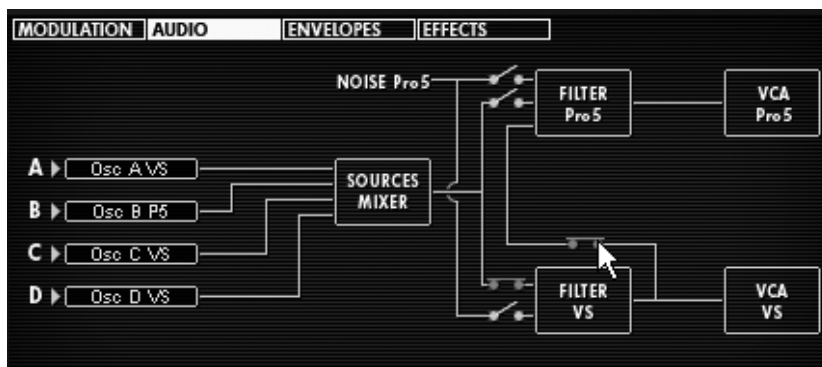 MODULATION AUDIO ENVELOPES EFFECTS
NOISE Pro5
FILTER
Pro5
VCA
Pro5
A Osc A VS
B Osc B P5
C Osc C VS
D Osc D VS
SOURCES
MIXER
FILTER
VS
VCA
VS